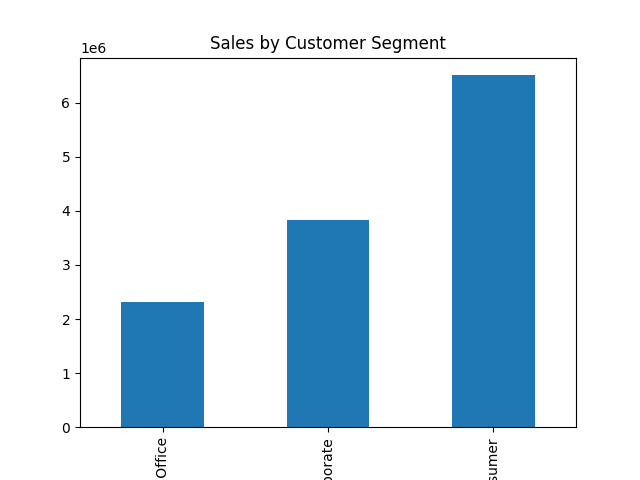 Sales by Customer Segment
1e6
6
5
4
3
2
1
0
Office
porate
sumer